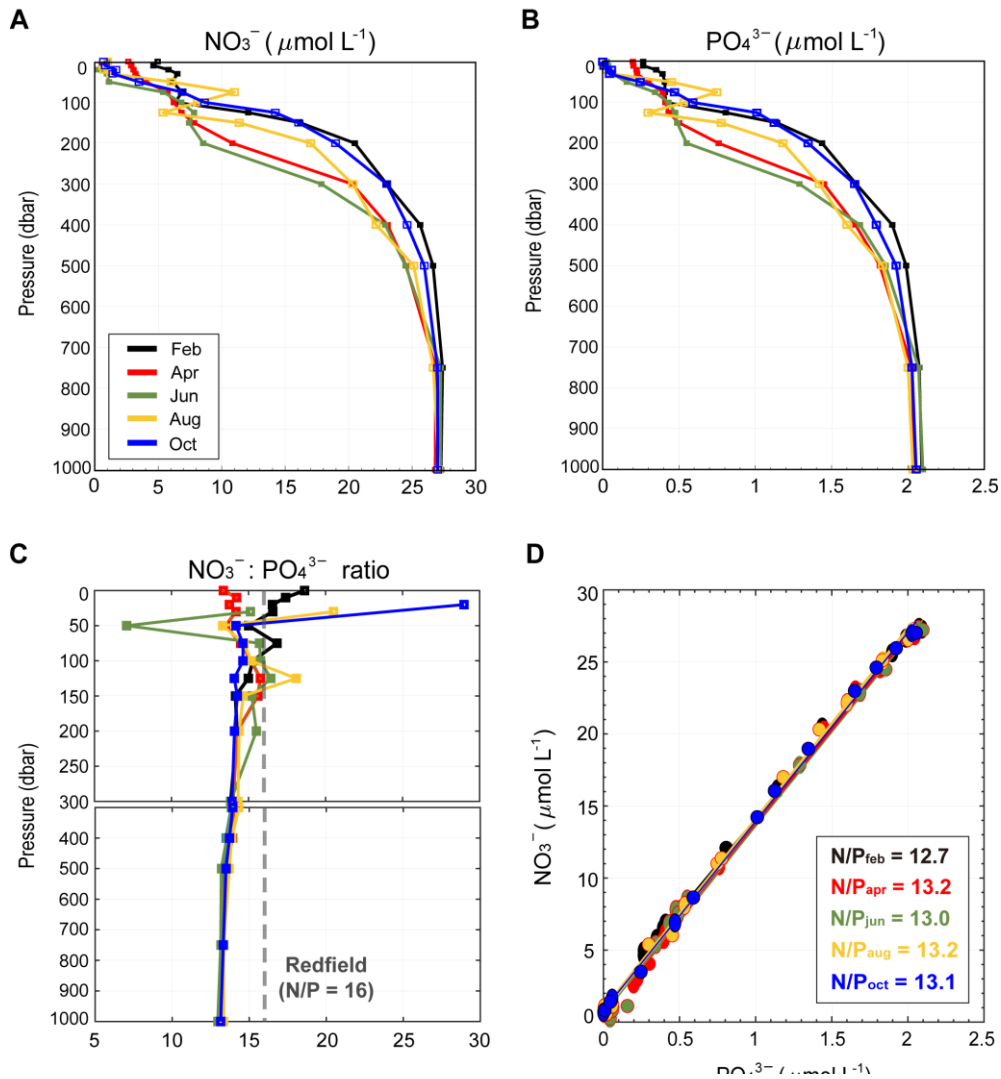 A
NO₃⁻ ( μmol L⁻¹)
0
100
200
300
400
500
600
700
800
900
1000
Pressure (dbar)
Feb
Apr
Jun
Aug
Oct
0 5 10 15 20 25 30
B
PO₄³⁻ ( μmol L⁻¹)
0
100
200
300
400
500
600
700
800
900
1000
Pressure (dbar)
0 0.5 1 1.5 2 2.5
C
NO₃⁻ : PO₄³⁻ ratio
0
50
100
150
200
250
300
400
500
600
700
800
900
1000
Pressure (dbar)
Redfield
(N/P = 16)
5 10 15 20 25 30
D
30
25
20
15
10
5
0
NO₃⁻ ( μmol L⁻¹)
N/Pfeb = 12.7
N/Papr = 13.2
N/Pjun = 13.0
N/Paug = 13.2
N/Poct = 13.1
0 0.5 1 1.5 2 2.5
PO₄³⁻ ( μmol L⁻¹)